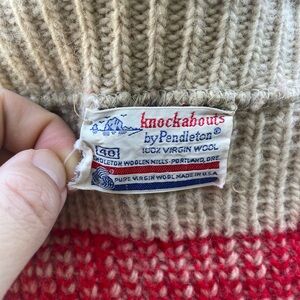 knockabouts
by Pendleton®
100% VIRGIN WOOL
40
PENDLETON WOOLEN MILLS-PORTLAND, ORE.
PURE VIRGIN WOOL MADE IN U.S.A.